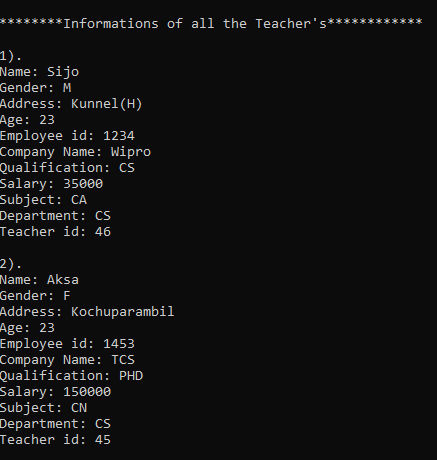 ********Informations of all the Teacher's************
1).
Name: Sijo
Gender: M
Address: Kunnel(H)
Age: 23
Employee id: 1234
Company Name: Wipro
Qualification: CS
Salary: 35000
Subject: CA
Department: CS
Teacher id: 46
2).
Name: Aksa
Gender: F
Address: Kochuparambil
Age: 23
Employee id: 1453
Company Name: TCS
Qualification: PHD
Salary: 150000
Subject: CN
Department: CS
Teacher id: 45